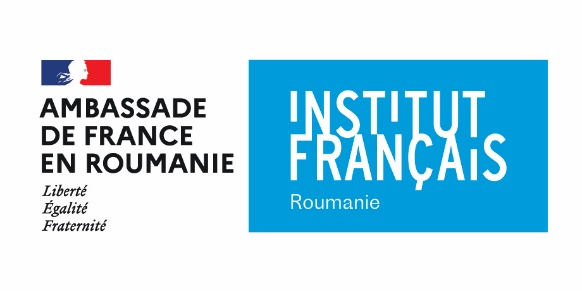 AMBASSADE
DE FRANCE
EN ROUMANIE
Liberté
Égalité
Fraternité
INSTITUT
FRANÇAIS
Roumanie